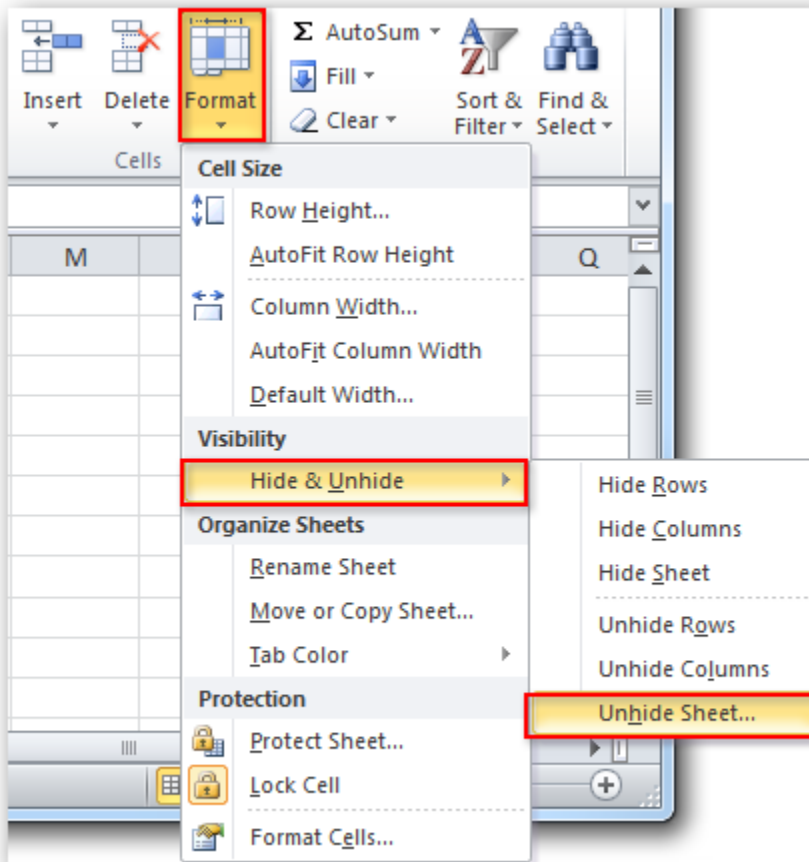 Σ AutoSum
Fill
Clear
Insert Delete Format
Sort & Filter
Find & Select
Cells
Cell Size
Row Height...
AutoFit Row Height
Column Width...
AutoFit Column Width
Default Width...
Visibility
Hide & Unhide
Organize Sheets
Rename Sheet
Move or Copy Sheet...
Tab Color
Protection
Protect Sheet...
Lock Cell
Format Cells...
M
Q
Hide Rows
Hide Columns
Hide Sheet
Unhide Rows
Unhide Columns
Unhide Sheet...